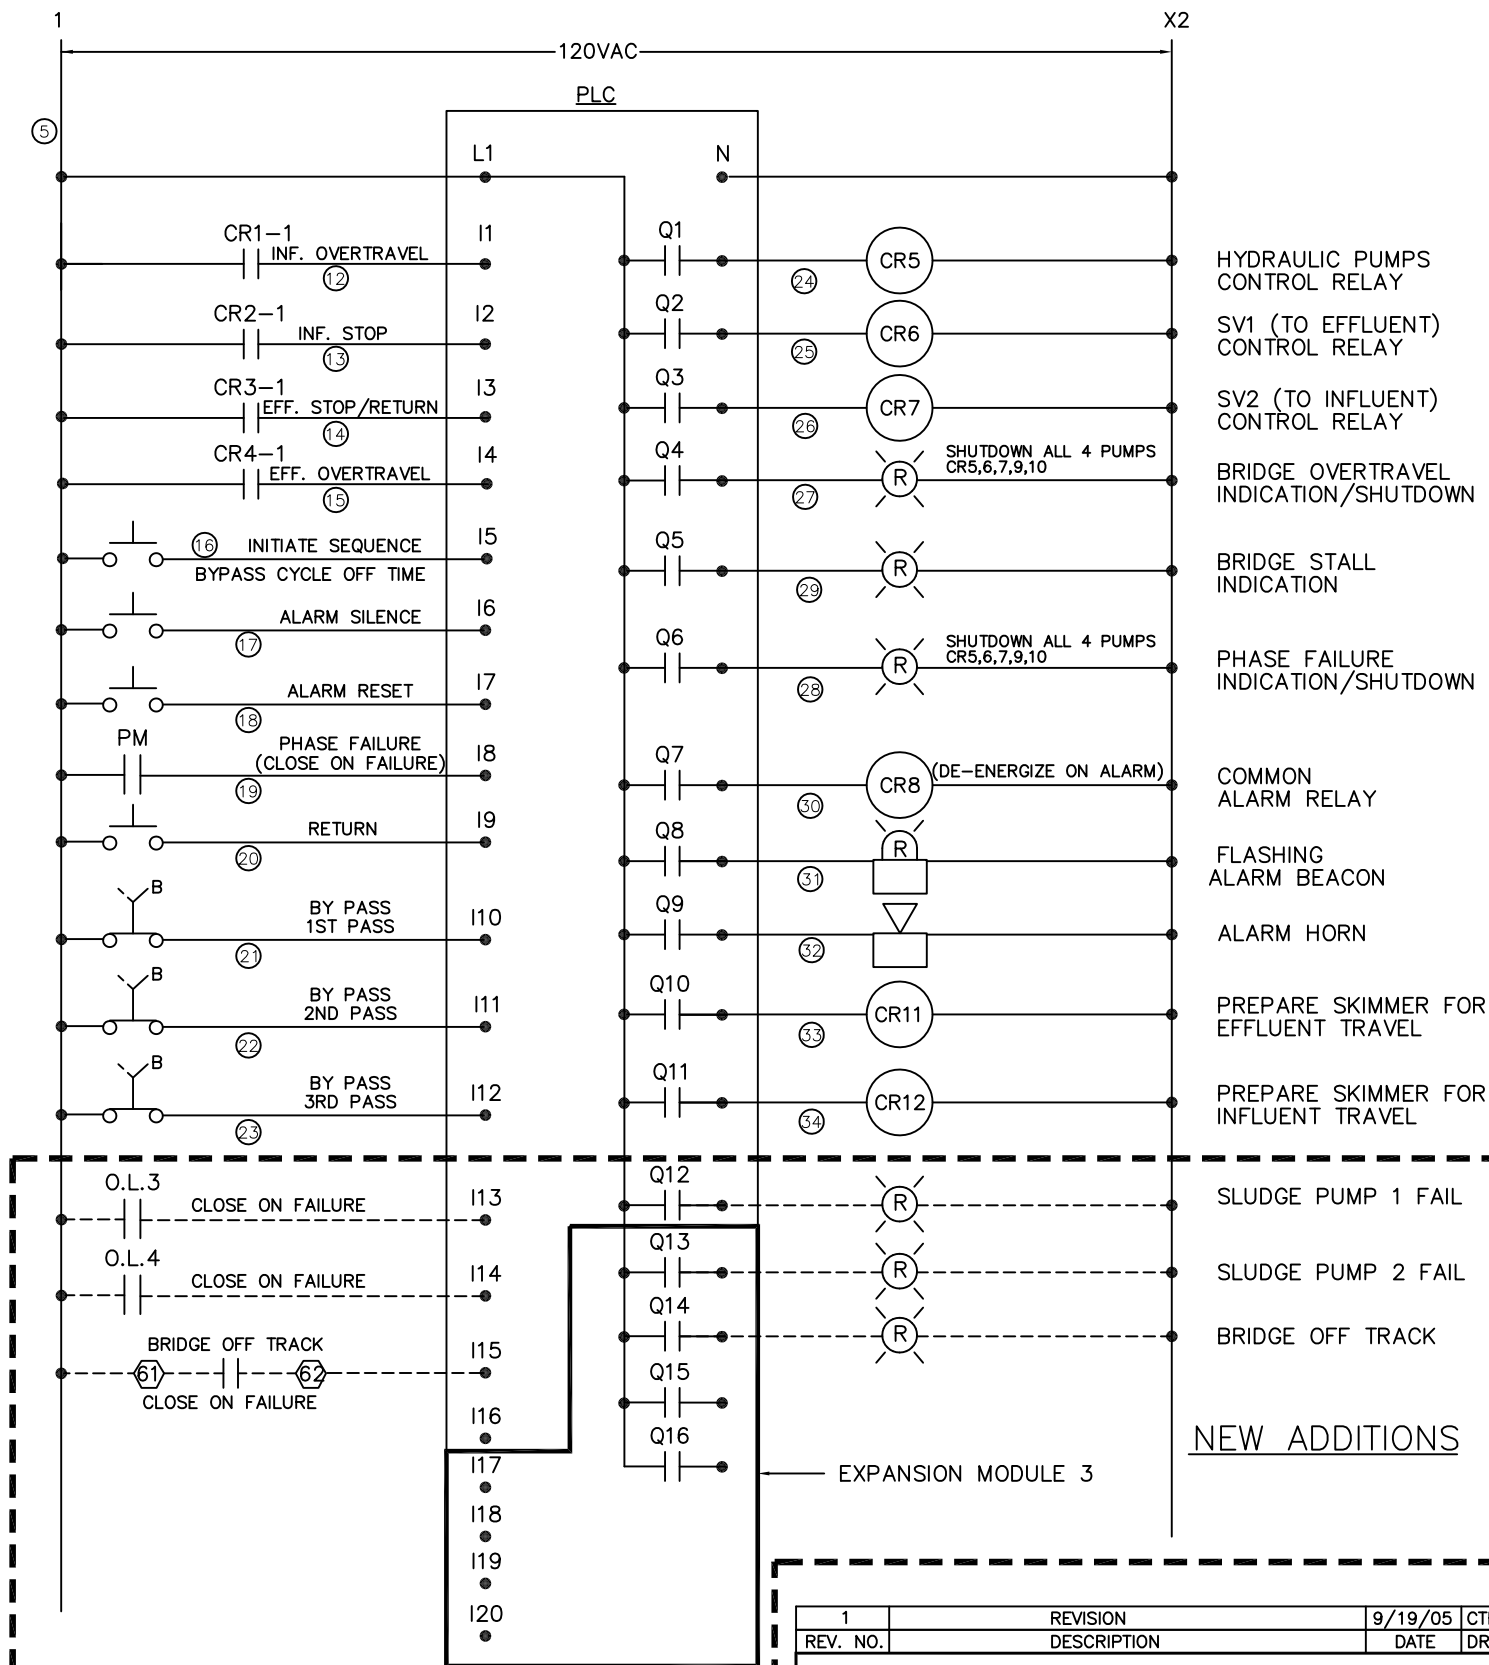 1
X2
120VAC
PLC
5
L1
N
CR1-1
INF. OVERTRAVEL
12
I1
Q1
24
CR5
HYDRAULIC PUMPS
CONTROL RELAY
CR2-1
INF. STOP
13
I2
Q2
25
CR6
SV1 (TO EFFLUENT)
CONTROL RELAY
CR3-1
EFF. STOP/RETURN
14
I3
Q3
26
CR7
SV2 (TO INFLUENT)
CONTROL RELAY
CR4-1
EFF. OVERTRAVEL
15
I4
Q4
27
R
SHUTDOWN ALL 4 PUMPS
CR5,6,7,9,10
BRIDGE OVERTRAVEL
INDICATION/SHUTDOWN
16
INITIATE SEQUENCE
BYPASS CYCLE OFF TIME
I5
Q5
29
R
BRIDGE STALL
INDICATION
ALARM SILENCE
17
I6
Q6
28
R
SHUTDOWN ALL 4 PUMPS
CR5,6,7,9,10
PHASE FAILURE
INDICATION/SHUTDOWN
ALARM RESET
18
I7
PM
PHASE FAILURE
(CLOSE ON FAILURE)
19
I8
Q7
30
CR8
(DE-ENERGIZE ON ALARM)
COMMON
ALARM RELAY
RETURN
20
I9
Q8
31
R
FLASHING
ALARM BEACON
B
BY PASS
1ST PASS
21
I10
Q9
32
ALARM HORN
B
BY PASS
2ND PASS
22
I11
Q10
33
CR11
PREPARE SKIMMER FOR
EFFLUENT TRAVEL
B
BY PASS
3RD PASS
23
I12
Q11
34
CR12
PREPARE SKIMMER FOR
INFLUENT TRAVEL
O.L.3
CLOSE ON FAILURE
I13
Q12
R
SLUDGE PUMP 1 FAIL
O.L.4
CLOSE ON FAILURE
I14
Q13
R
SLUDGE PUMP 2 FAIL
BRIDGE OFF TRACK
61
62
CLOSE ON FAILURE
I15
Q14
R
BRIDGE OFF TRACK
Q15
I16
Q16
NEW ADDITIONS
I17
EXPANSION MODULE 3
I18
I19
I20
1 REVISION 9/19/05
REV. NO. DESCRIPTION DATE